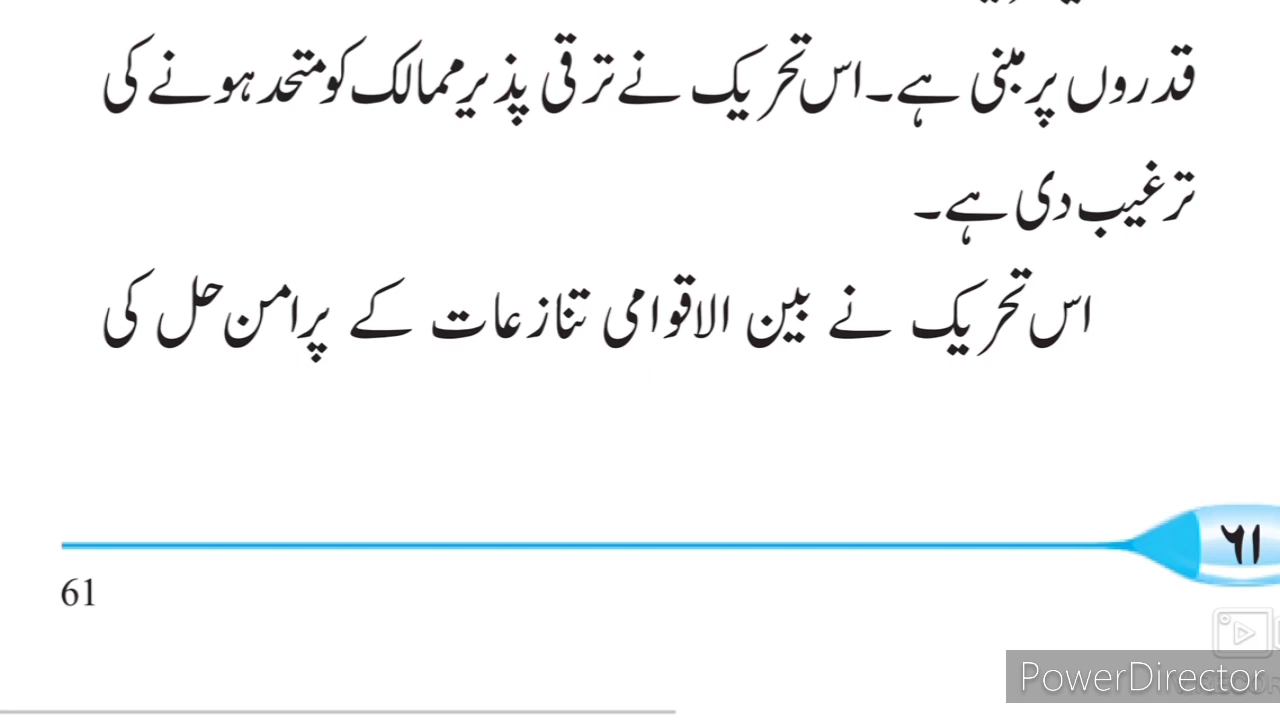 قدروں پر مبنی ہے۔ اس تحریک نے ترقی پذیر ممالک کو متحد ہونے کی
ترغیب دی ہے۔
اس تحریک نے بین الاقوامی تنازعات کے پرامن حل کی
۶۱
61
PowerDirector